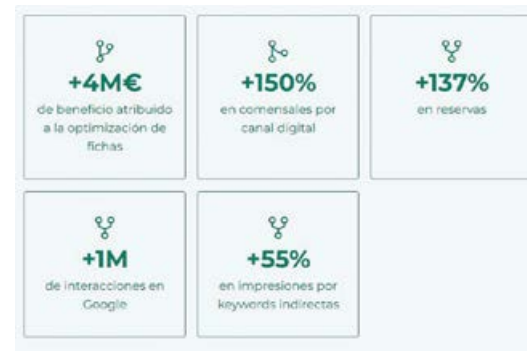 +4M€
de beneficio atribuido
a la optimización de
fichas
+150%
en comensales por
canal digital
+137%
en reservas
+1M
de interacciones en
Google
+55%
en impresiones por
keywords indirectas